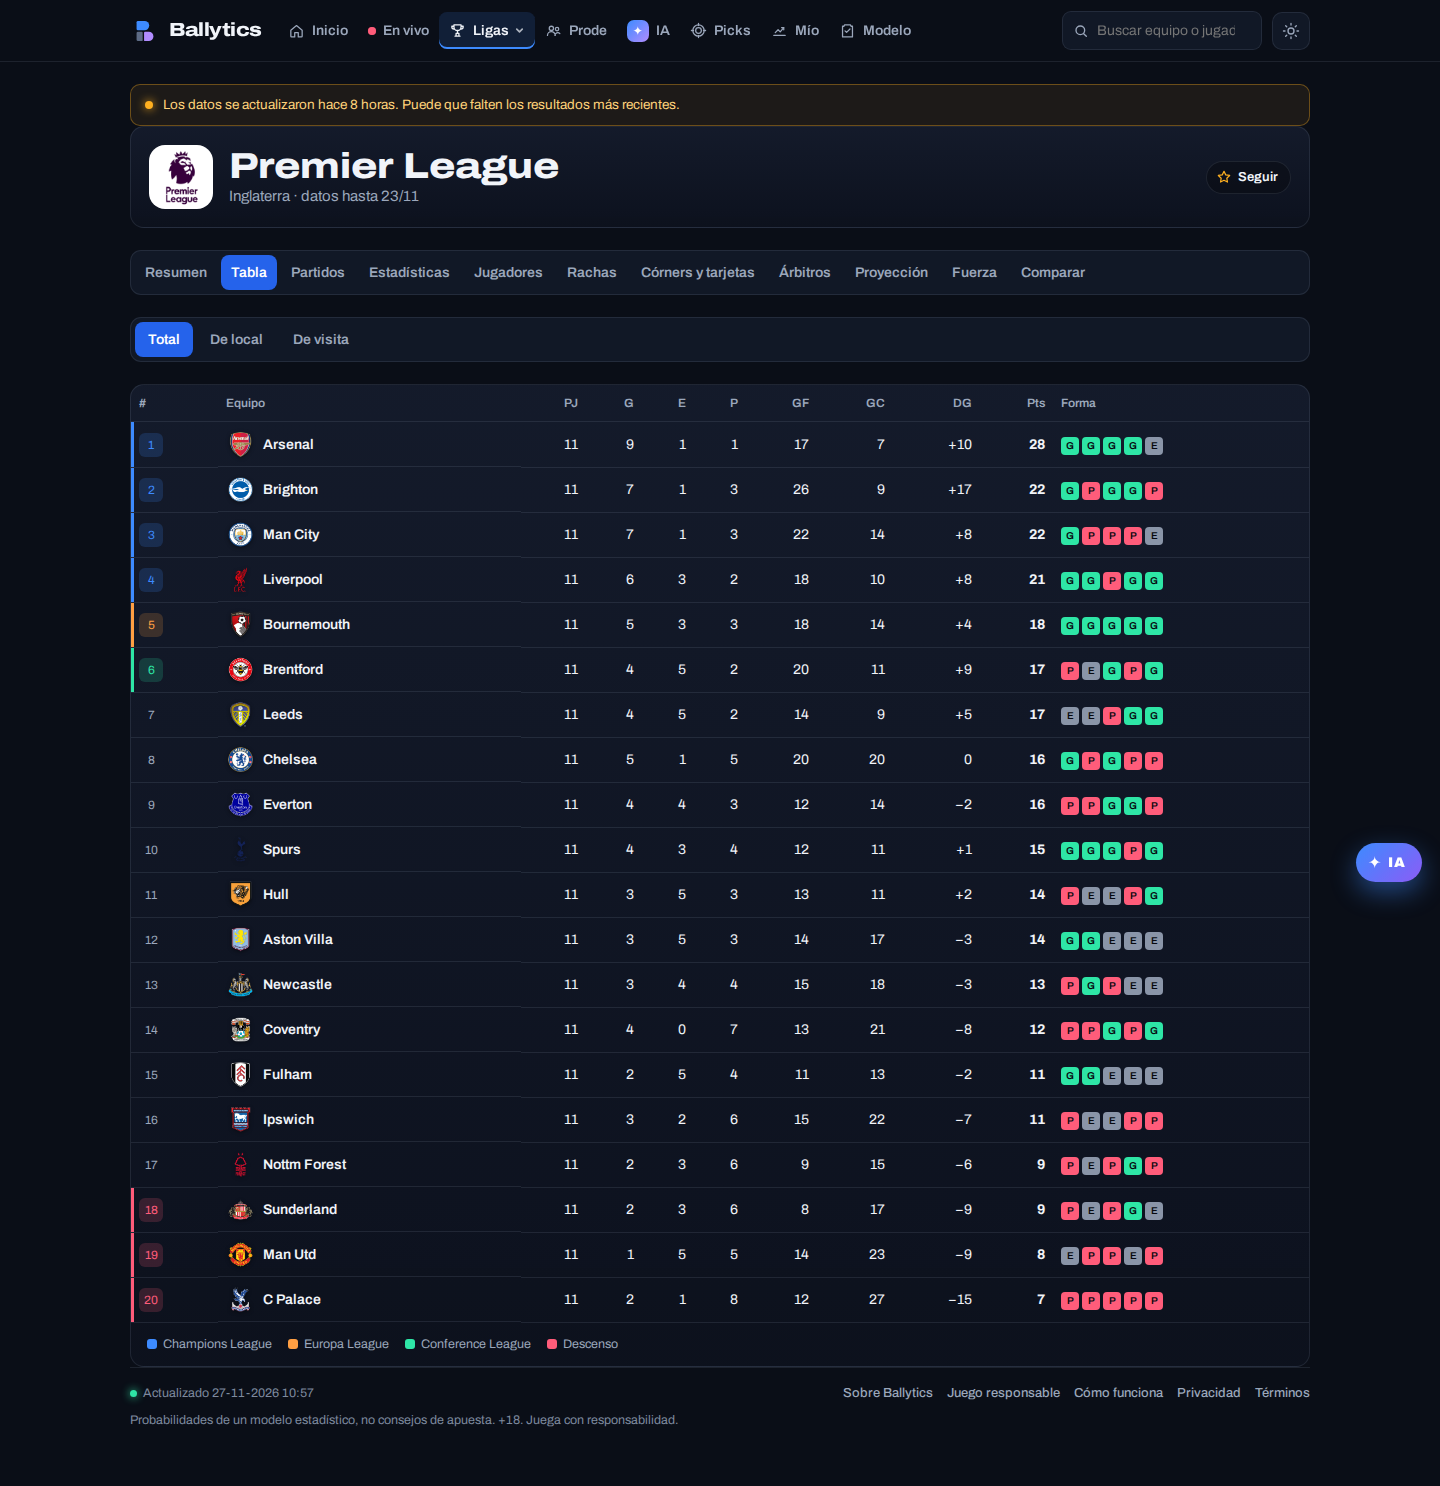 Ballytics Inicio En vivo Ligas Prode IA Picks Mío Modelo Buscar equipo o jugad
Los datos se actualizaron hace 8 horas. Puede que falten los resultados más recientes.
Premier League
Premier League
Inglaterra · datos hasta 23/11
Seguir
Resumen Tabla Partidos Estadísticas Jugadores Rachas Córners y tarjetas Árbitros Proyección Fuerza Comparar
Total De local De visita
# Equipo PJ G E P GF GC DG Pts Forma
1 Arsenal 11 9 1 1 17 7 +10 28 G G G G E
2 Brighton 11 7 1 3 26 9 +17 22 G P G G P
3 Man City 11 7 1 3 22 14 +8 22 G P P P E
4 Liverpool 11 6 3 2 18 10 +8 21 G G P G G
5 Bournemouth 11 5 3 3 18 14 +4 18 G G G G G
6 Brentford 11 4 5 2 20 11 +9 17 P E G P G
7 Leeds 11 4 5 2 14 9 +5 17 E E P G G
8 Chelsea 11 5 1 5 20 20 0 16 G P G P P
9 Everton 11 4 4 3 12 14 −2 16 P P G G P
10 Spurs 11 4 3 4 12 11 +1 15 G G G P G
11 Hull 11 3 5 3 13 11 +2 14 P E E P G
12 Aston Villa 11 3 5 3 14 17 −3 14 G G E E E
13 Newcastle 11 3 4 4 15 18 −3 13 P G P E E
14 Coventry 11 4 0 7 13 21 −8 12 P P G P G
15 Fulham 11 2 5 4 11 13 −2 11 G G E E E
16 Ipswich 11 3 2 6 15 22 −7 11 P E E P P
17 Nottm Forest 11 2 3 6 9 15 −6 9 P E P G P
18 Sunderland 11 2 3 6 8 17 −9 9 P E P G E
19 Man Utd 11 1 5 5 14 23 −9 8 E P P E P
20 C Palace 11 2 1 8 12 27 −15 7 P P P P P
Champions League Europa League Conference League Descenso
IA
Actualizado 27-11-2026 10:57 Sobre Ballytics Juego responsable Cómo funciona Privacidad Términos
Probabilidades de un modelo estadístico, no consejos de apuesta. +18. Juega con responsabilidad.